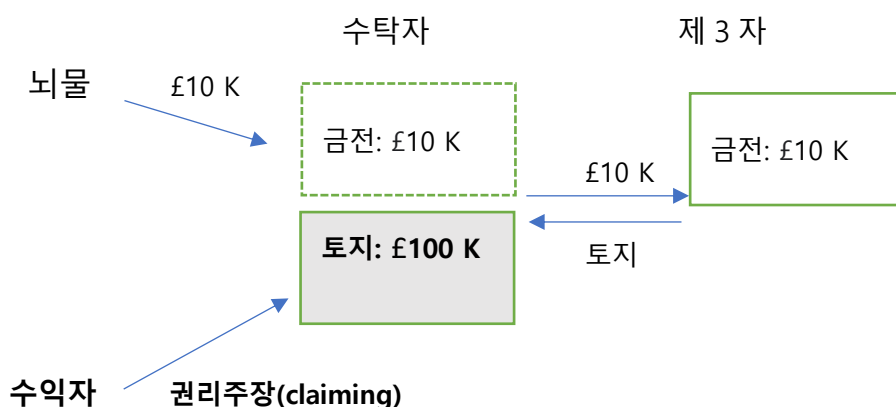 수탁자
제 3 자
뇌물
£10 K
금전: £10 K
금전: £10 K
£10 K
토지: £100 K
토지
수익자
권리주장(claiming)